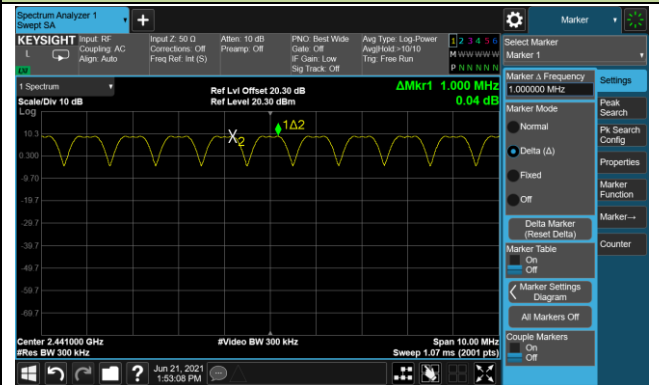 Spectrum Analyzer 1
Swept SA
Marker
KEYSIGHT
L
Input: RF
Coupling: AC
Align: Auto
Input Z: 50 Ω
Corrections: Off
Freq Ref: Int (S)
Atten: 10 dB
Preamp: Off
PNO: Best Wide
Gate: Off
IF Gain: Low
Sig Track: Off
Avg Type: Log-Power
Avg|Hold:>10/10
Trig: Free Run
1 2 3 4 5 6
M W W W W W
P N N N N N
Select Marker
Marker 1
1 Spectrum
Scale/Div 10 dB
Log
Ref Lvl Offset 20.30 dB
Ref Level 20.30 dBm
ΔMkr1 1.000 MHz
0.04 dB
10.3
0.300
-9.70
-19.7
-29.7
-39.7
-49.7
-59.7
-69.7
X2
1Δ2
Center 2.441000 GHz
#Res BW 300 kHz
#Video BW 300 kHz
Span 10.00 MHz
Sweep 1.07 ms (2001 pts)
Marker Δ Frequency
1.000000 MHz
Marker Mode
Normal
Delta (Δ)
Fixed
Off
Delta Marker
(Reset Delta)
Marker Table
On
Off
Marker Settings
Diagram
All Markers Off
Couple Markers
On
Off
Settings
Peak
Search
Pk Search
Config
Properties
Marker
Function
Marker→
Counter
?
Jun 21, 2021
1:53:08 PM